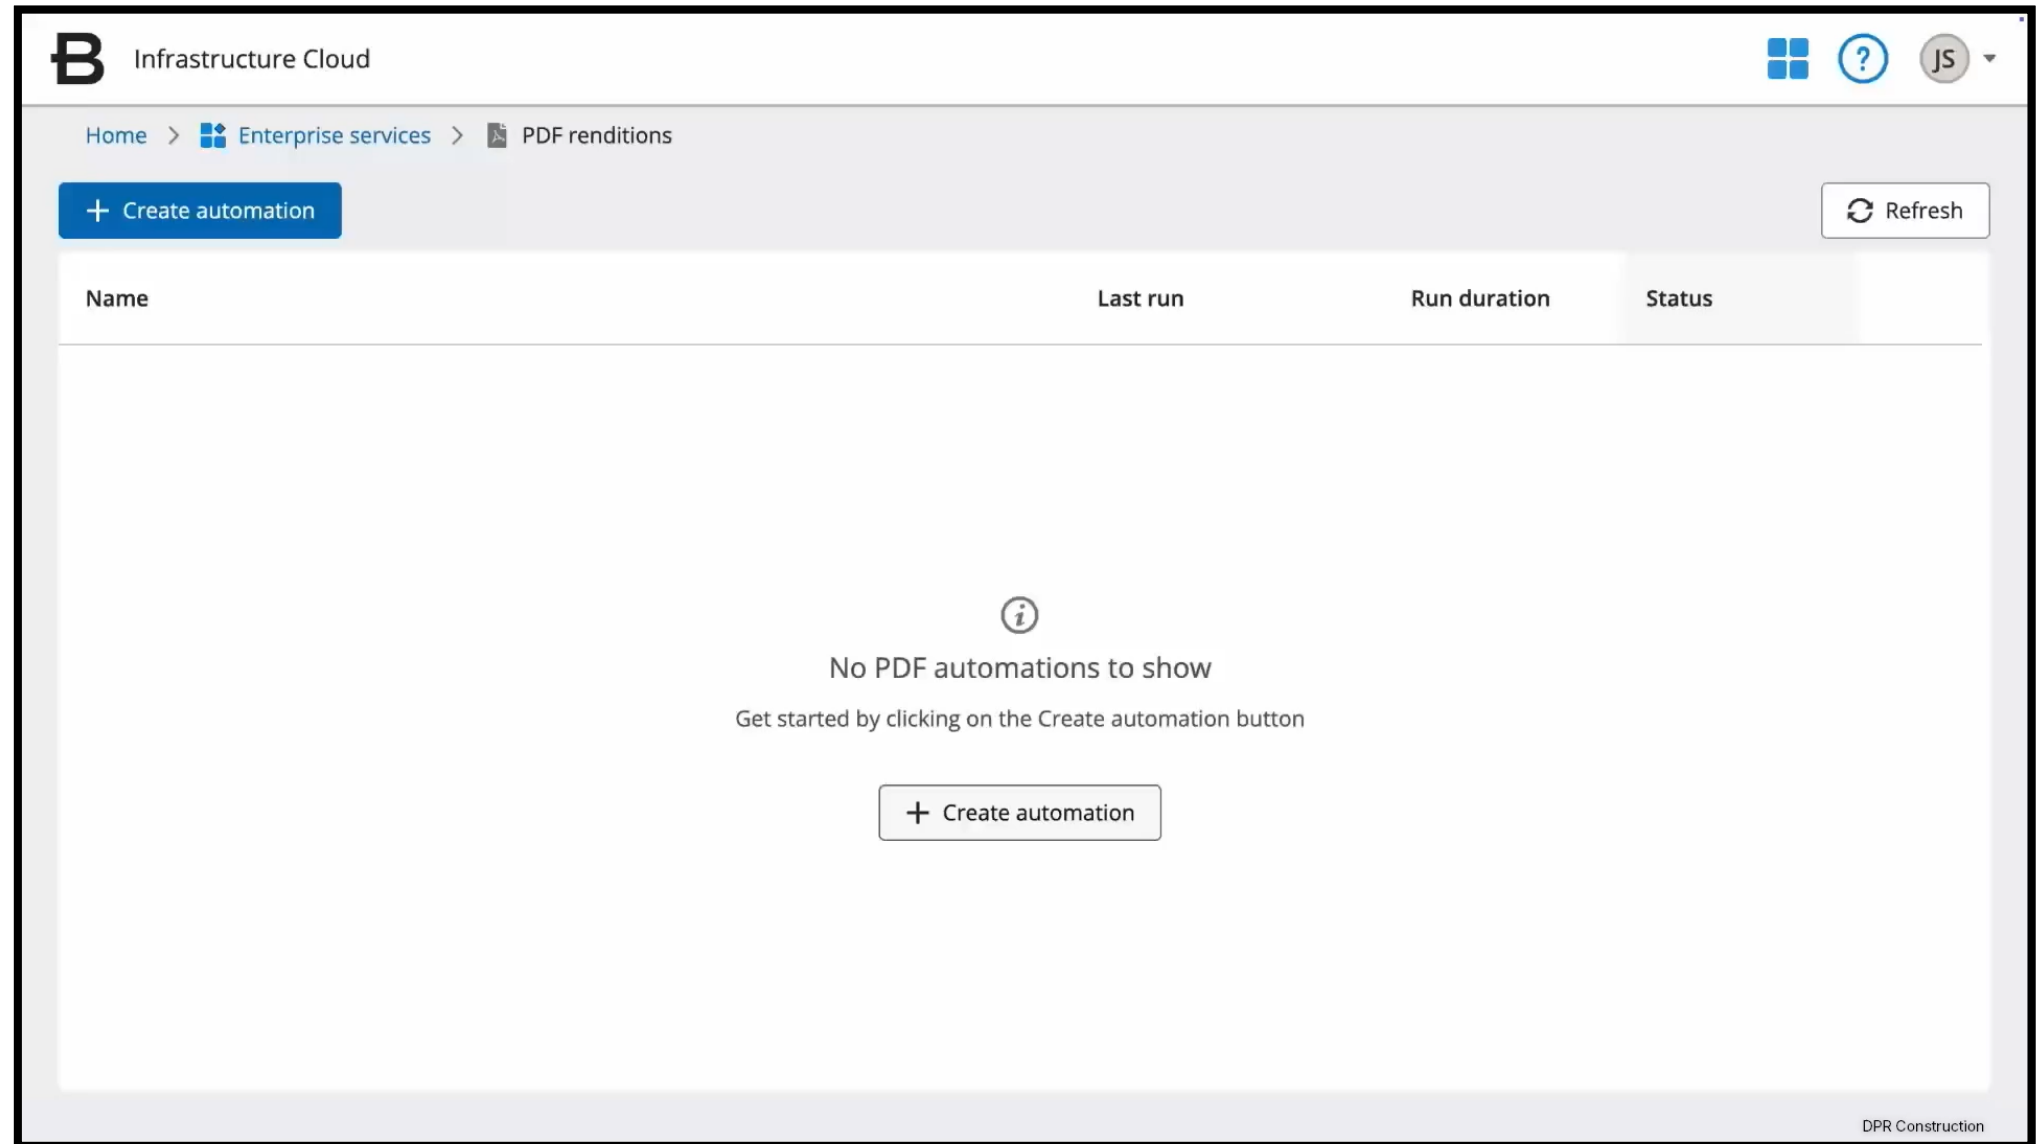 Infrastructure Cloud
JS
Home > Enterprise services > PDF renditions
+ Create automation
Refresh
Name Last run Run duration Status
No PDF automations to show
Get started by clicking on the Create automation button
+ Create automation
DPR Construction